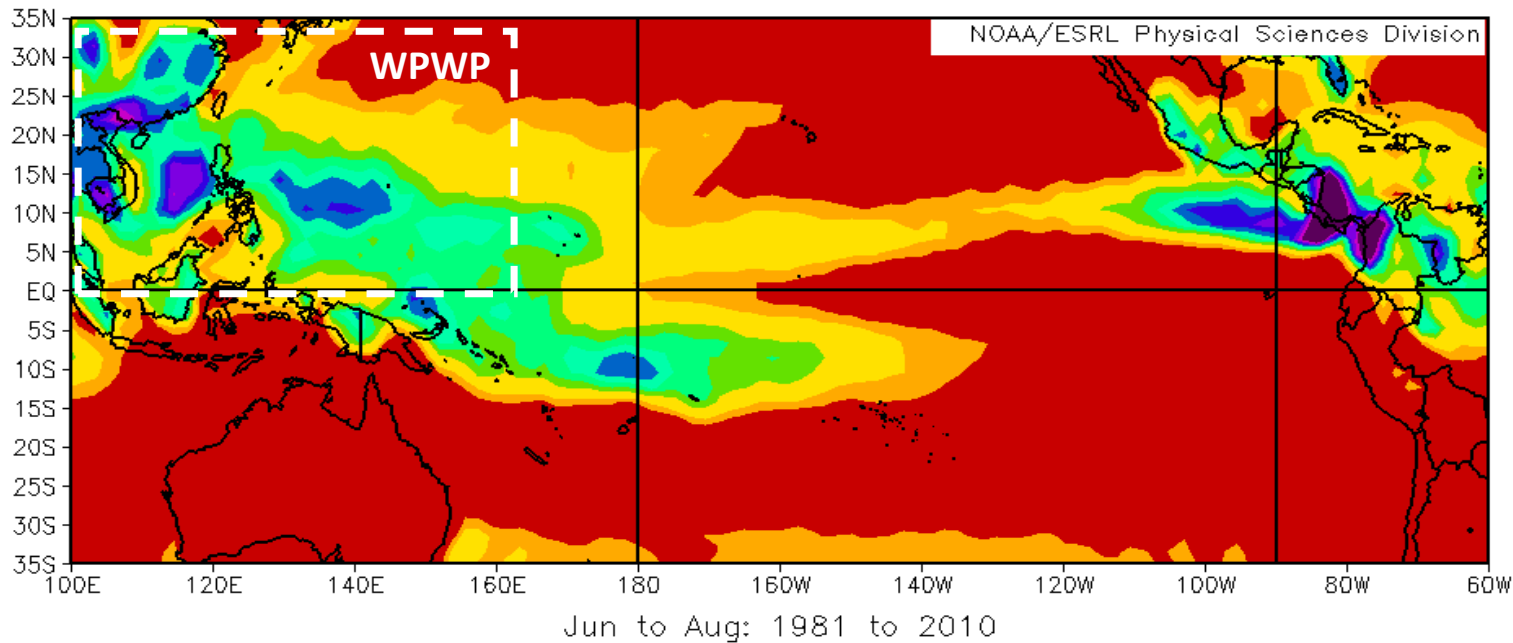 NOAA/ESRL Physical Sciences Division
WPWP
35N
30N
25N
20N
15N
10N
5N
EQ
5S
10S
15S
20S
25S
30S
35S
100E 120E 140E 160E 180 160W 140W 120W 100W 80W 60W
Jun to Aug: 1981 to 2010